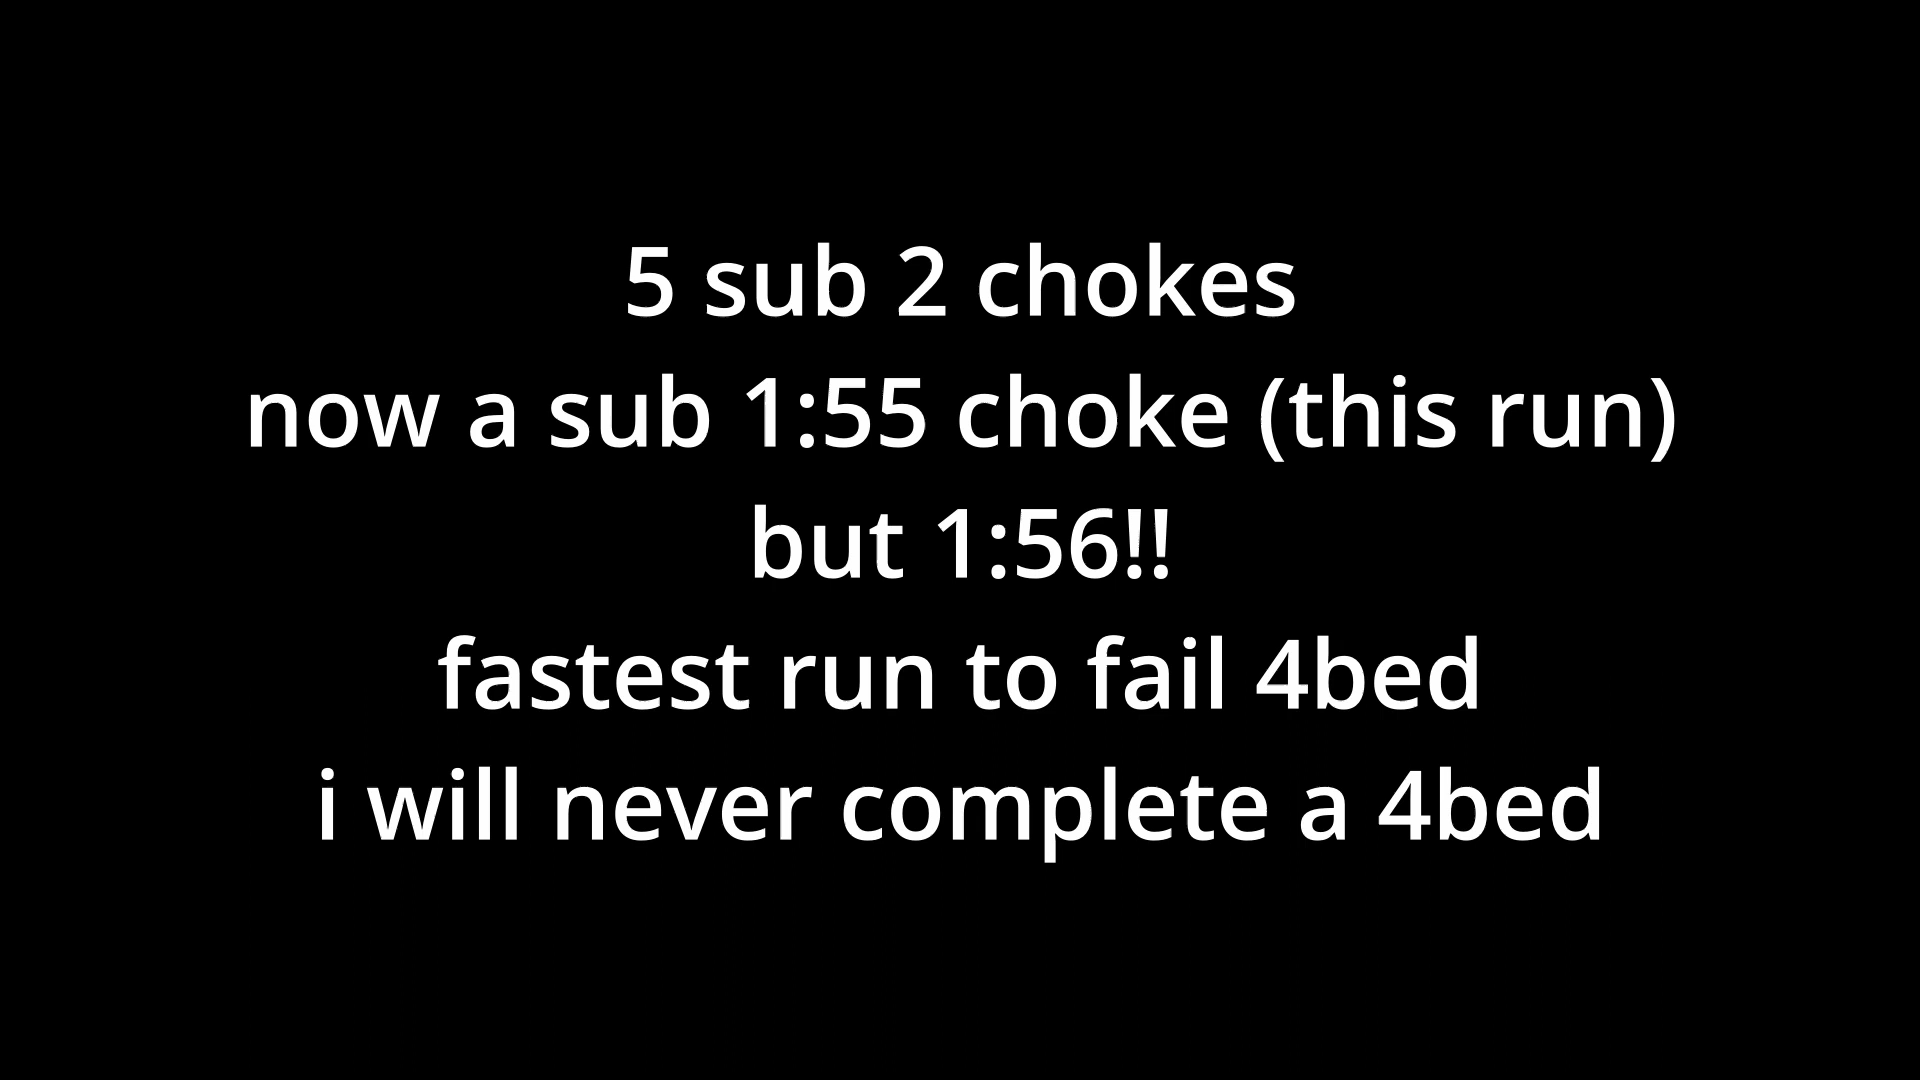 5 sub 2 chokes
now a sub 1:55 choke (this run)
but 1:56!!
fastest run to fail 4bed
i will never complete a 4bed